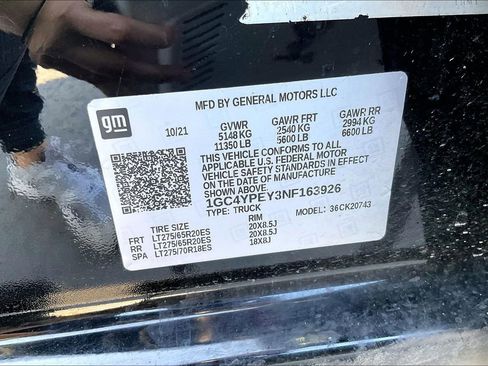 gm
MFD BY GENERAL MOTORS LLC
10/21
GVWR GAWR FRT GAWR RR
5148 KG 2540 KG 2994 KG
11350 LB 5600 LB 6600 LB
THIS VEHICLE CONFORMS TO ALL
APPLICABLE U.S. FEDERAL MOTOR
VEHICLE SAFETY STANDARDS IN EFFECT
ON THE DATE OF MANUFACTURE
1GC4YPEY3NF163926
TYPE: TRUCK MODEL: 36CK20743
TIRE SIZE RIM
FRT LT275/65R20ES 20X8.5J
RR LT275/65R20ES 20X8.5J
SPA LT275/70R18ES 18X8J